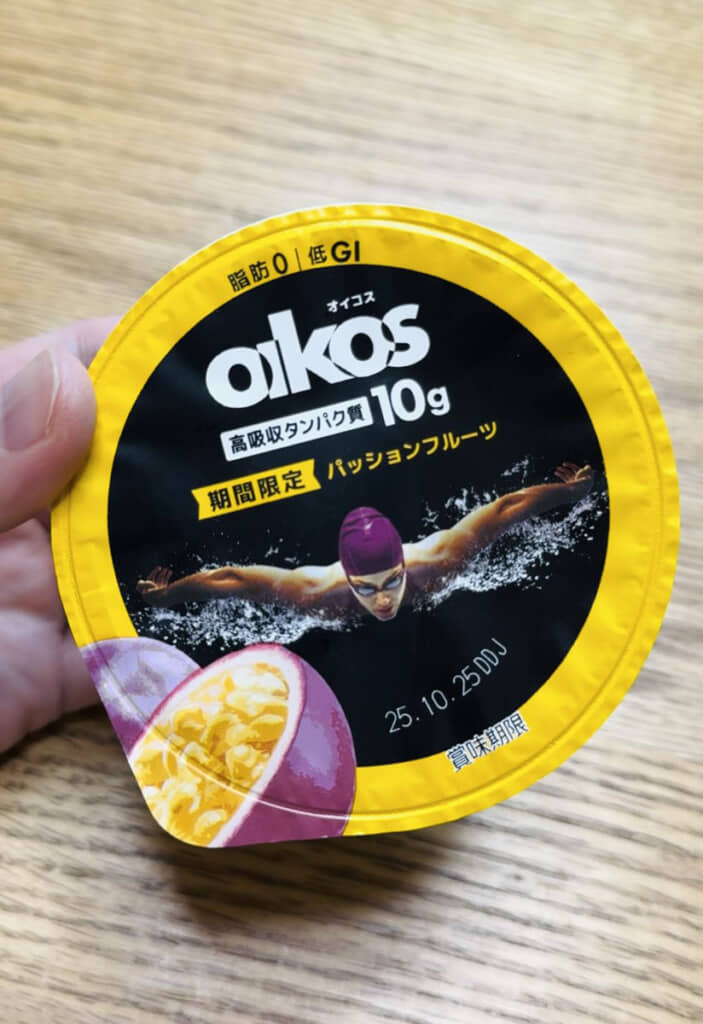 脂肪0|低GI
オイコス
oikos
高吸収タンパク質 10g
期間限定 パッションフルーツ
25.10.25DDJ
賞味期限